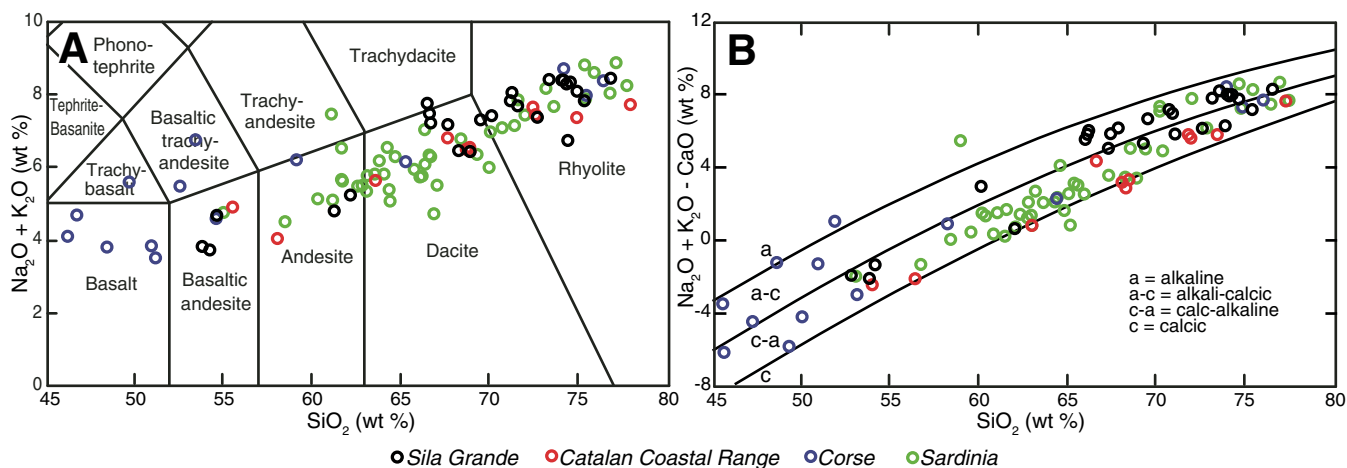 A
Phono-
tephrite
Tephrite-
Basanite
Trachy-
basalt
Basaltic
trachy-
andesite
Trachy-
andesite
Trachydacite
Basalt
Basaltic
andesite
Andesite
Dacite
Rhyolite
10
8
6
4
2
0
Na2O + K2O (wt %)
45 50 55 60 65 70 75 80
SiO2 (wt %)
B
12
8
4
0
-4
-8
Na2O + K2O - CaO (wt %)
a
a-c
c-a
c
a = alkaline
a-c = alkali-calcic
c-a = calc-alkaline
c = calcic
45 50 55 60 65 70 75 80
SiO2 (wt %)
Sila Grande Catalan Coastal Range Corse Sardinia